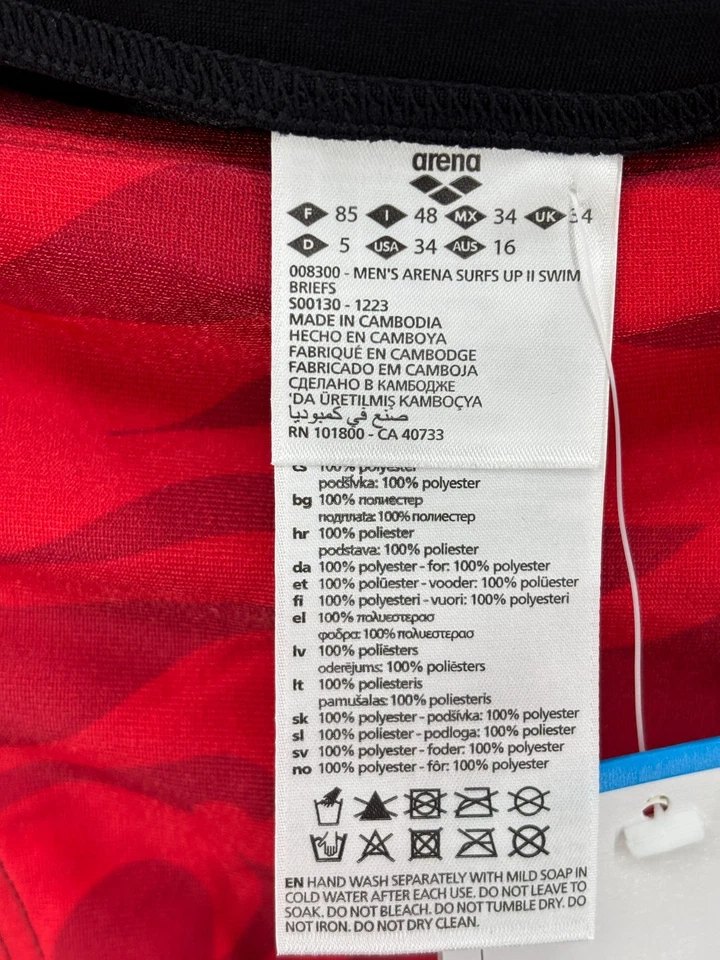 arena
F 85 I 48 MX 34 UK 34
D 5 USA 34 AUS 16
008300 - MEN'S ARENA SURFS UP II SWIM
BRIEFS
S00130 - 1223
MADE IN CAMBODIA
HECHO EN CAMBOYA
FABRIQUÉ EN CAMBODGE
FABRICADO EM CAMBOJA
СДЕЛАНО В КАМБОДЖЕ
'DA ÜRETILMIŞ KAMBOÇYA
صنع في كمبوديا
RN 101800 - CA 40733
cs 100% polyester
podšívka: 100% polyester
bg 100% полиестер
подплата: 100% полиестер
hr 100% poliester
podstava: 100% poliester
da 100% polyester - for: 100% polyester
et 100% polüester - vooder: 100% polüester
fi 100% polyesteri - vuori: 100% polyesteri
el 100% πολυεστερασ
φοδρα: 100% πολυεστερασ
lv 100% poliēsters
oderējums: 100% poliēsters
lt 100% poliesteris
pamušalas: 100% poliesteris
sk 100% polyester - podšívka: 100% polyester
sl 100% poliester - podloga: 100% poliester
sv 100% polyester - foder: 100% polyester
no 100% polyester - fôr: 100% polyester
EN HAND WASH SEPARATELY WITH MILD SOAP IN
COLD WATER AFTER EACH USE. DO NOT LEAVE TO
SOAK. DO NOT BLEACH. DO NOT TUMBLE DRY. DO
NOT IRON. DO NOT DRY CLEAN.